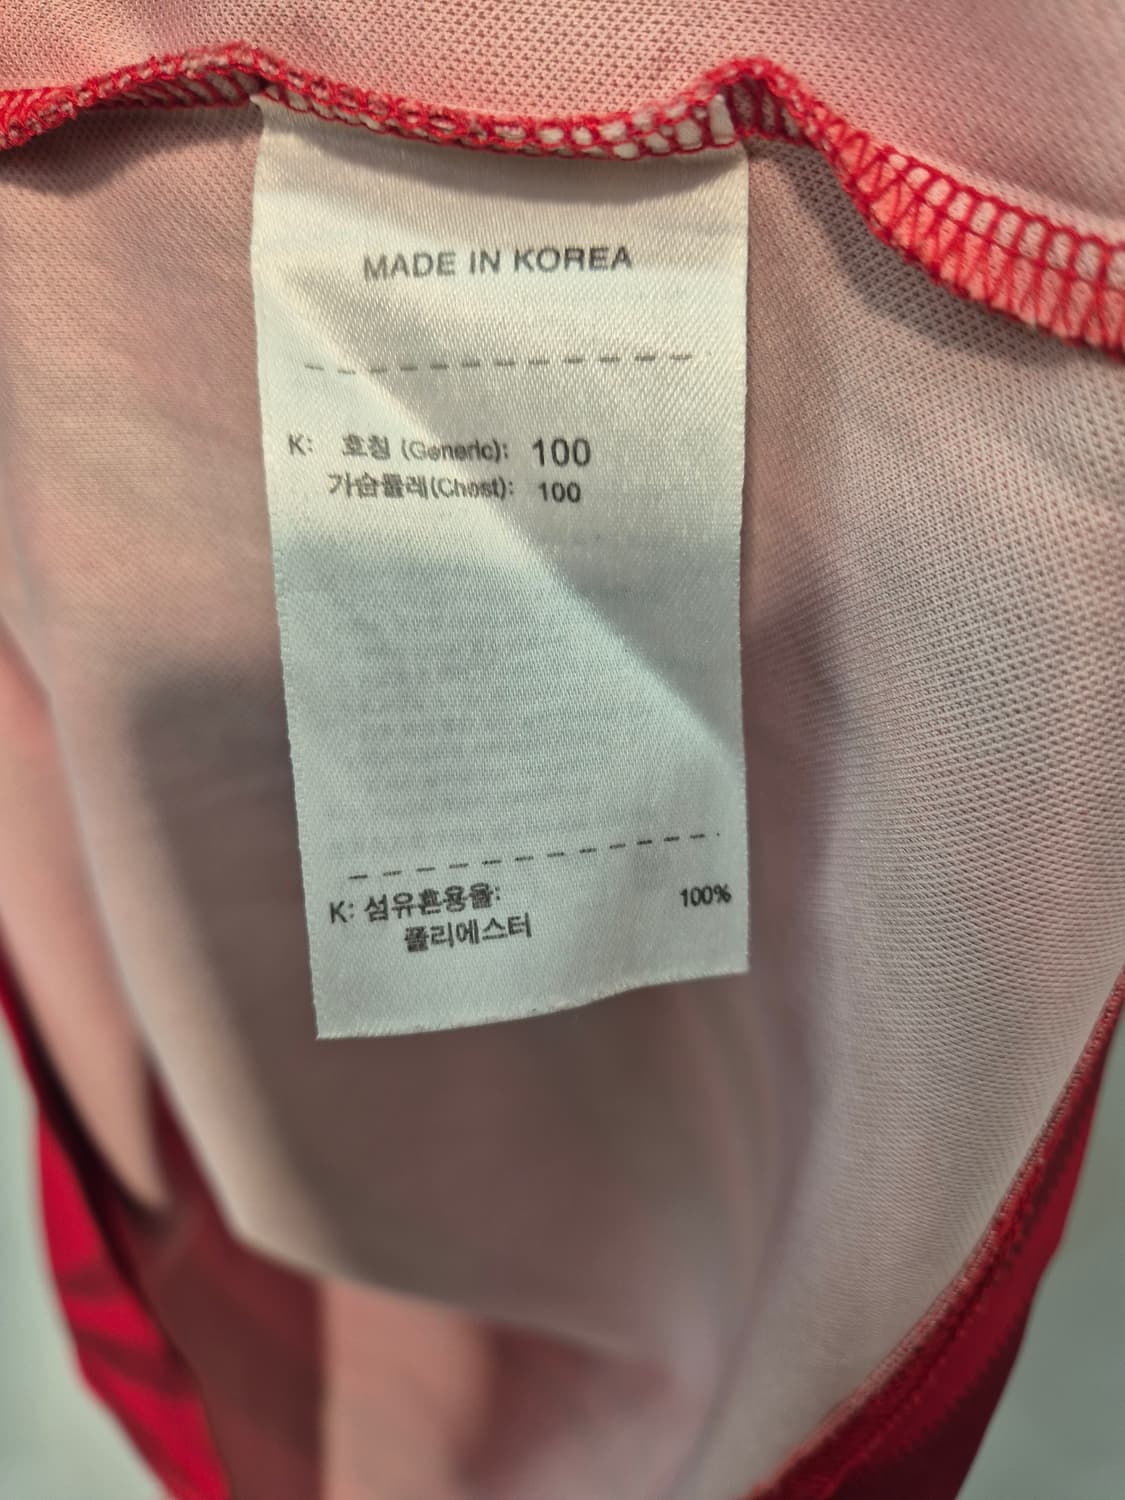 MADE IN KOREA
K: 호칭 (Generic): 100
가슴둘레(Chest): 100
K: 섬유혼용율: 100%
폴리에스터